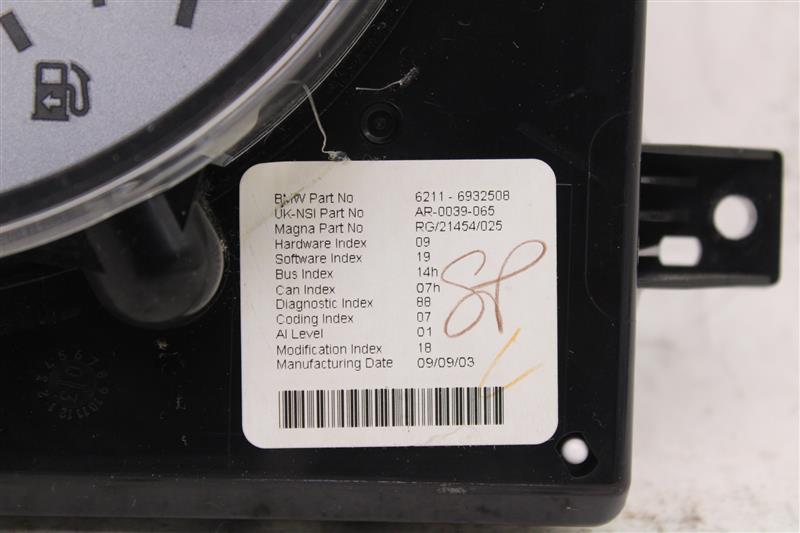 BMW Part No 6211 - 6932508
UK-NSI Part No AR-0039-065
Magna Part No RG/21454/025
Hardware Index 09
Software Index 19
Bus Index 14h
Can Index 07h
Diagnostic Index 88
Coding Index 07
AI Level 01
Modification Index 18
Manufacturing Date 09/09/03